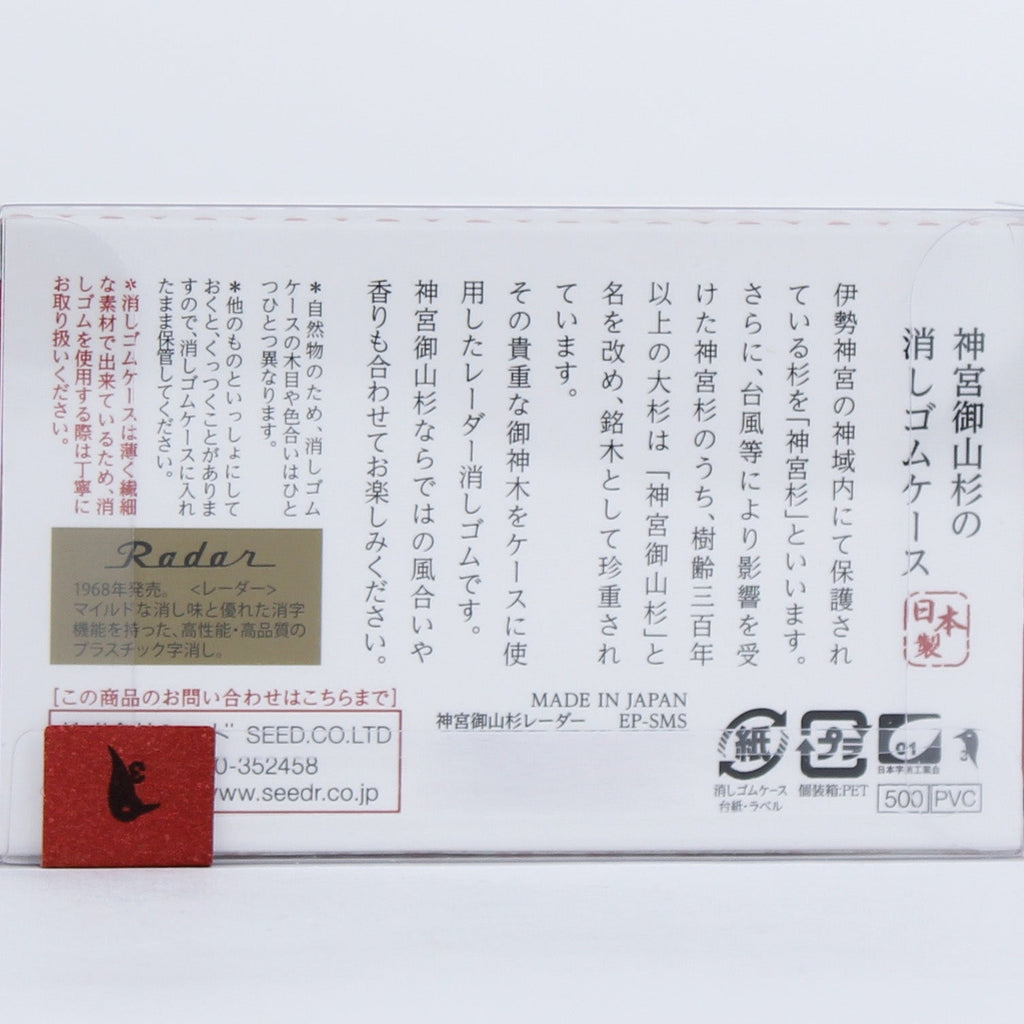 神宮御山杉の
消しゴムケース
日本製
伊勢神宮の神域内にて保護され
ている杉を「神宮杉」といいます。
さらに、台風等により影響を受
けた神宮杉のうち、樹齢三百年
以上の大杉は「神宮御山杉」と
名を改め、銘木として珍重され
ています。
その貴重な御神木をケースに使
用したレーダー消しゴムです。
神宮御山杉ならではの風合いや
香りも合わせてお楽しみください。
*自然物のため、消しゴム
ケースの木目や色合いはひと
つひとつ異なります。
*他のものといっしょにして
おくと、くっつくことがありま
すので、消しゴムケースに入れ
たまま保管してください。
*消しゴムケースは薄く繊細
な素材で出来ているため、消
しゴムを使用する際は丁寧に
お取り扱いください。
Radar
1968年発売。 <レーダー>
マイルドな消し味と優れた消字
機能を持った、高性能・高品質の
プラスチック字消し。
[この商品のお問い合わせはこちらまで]
ド SEED.CO.LTD
0-352458
www.seedr.co.jp
MADE IN JAPAN
神宮御山杉レーダー EP-SMS
紙
消しゴムケース
台紙・ラベル
プラ
個装箱:PET
91
日本字消工業会
500 PVC